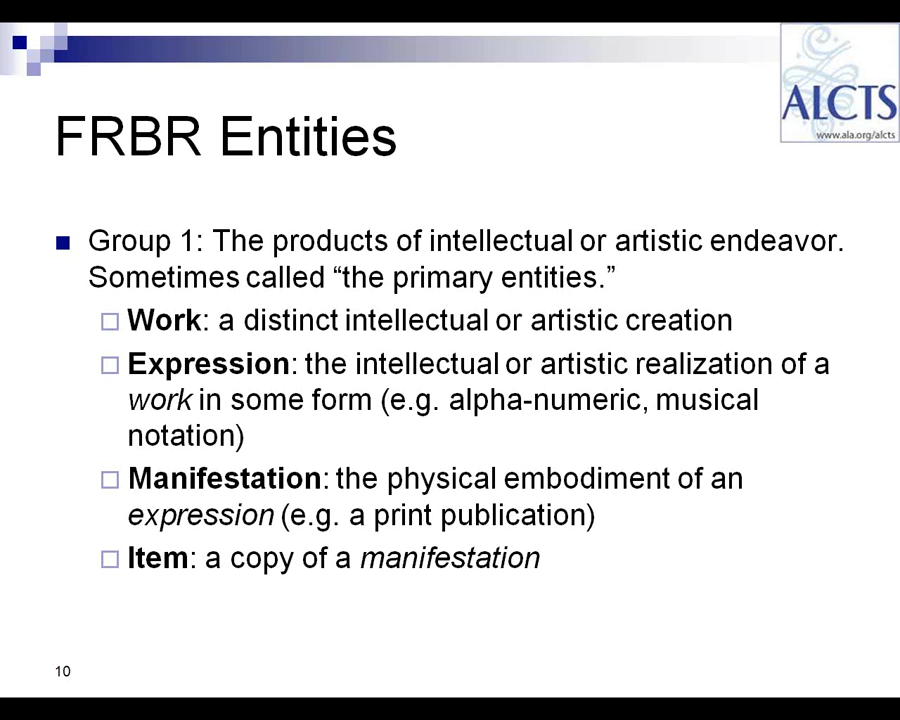 ALCTS
www.ala.org/alcts
FRBR Entities
Group 1: The products of intellectual or artistic endeavor.
Sometimes called “the primary entities.”
Work: a distinct intellectual or artistic creation
Expression: the intellectual or artistic realization of a
work in some form (e.g. alpha-numeric, musical
notation)
Manifestation: the physical embodiment of an
expression (e.g. a print publication)
Item: a copy of a manifestation
10